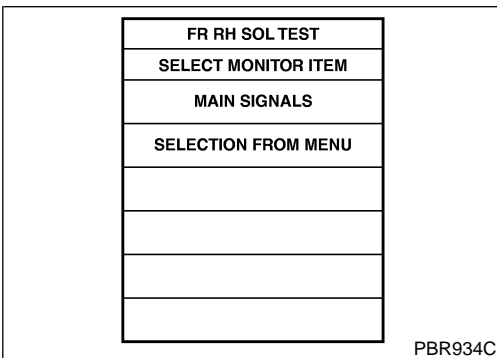 FR RH SOL TEST
SELECT MONITOR ITEM
MAIN SIGNALS
SELECTION FROM MENU
PBR934C